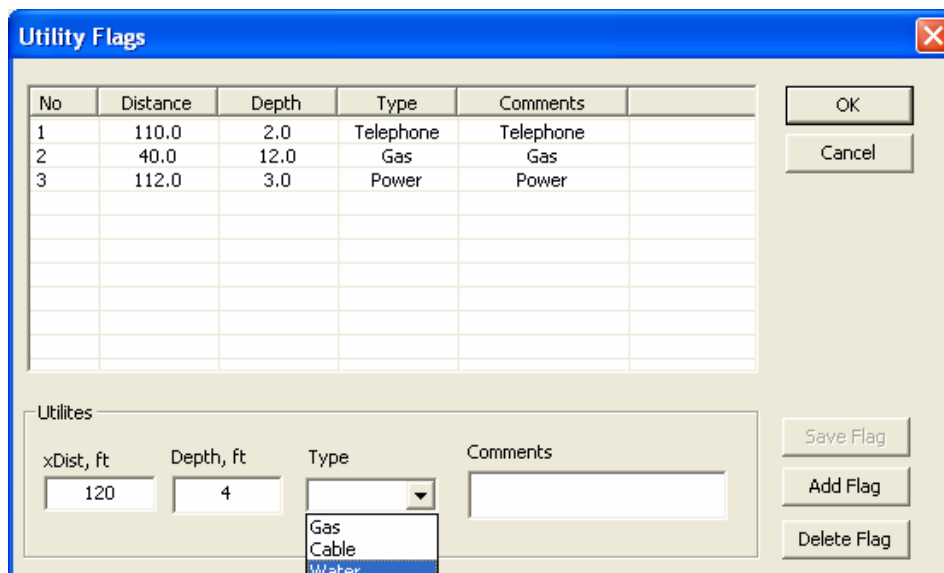 Utility Flags
No Distance Depth Type Comments
1 110.0 2.0 Telephone Telephone
2 40.0 12.0 Gas Gas
3 112.0 3.0 Power Power
OK
Cancel
Utilites
xDist, ft Depth, ft Type Comments
120 4
Gas
Cable
Water
Save Flag
Add Flag
Delete Flag